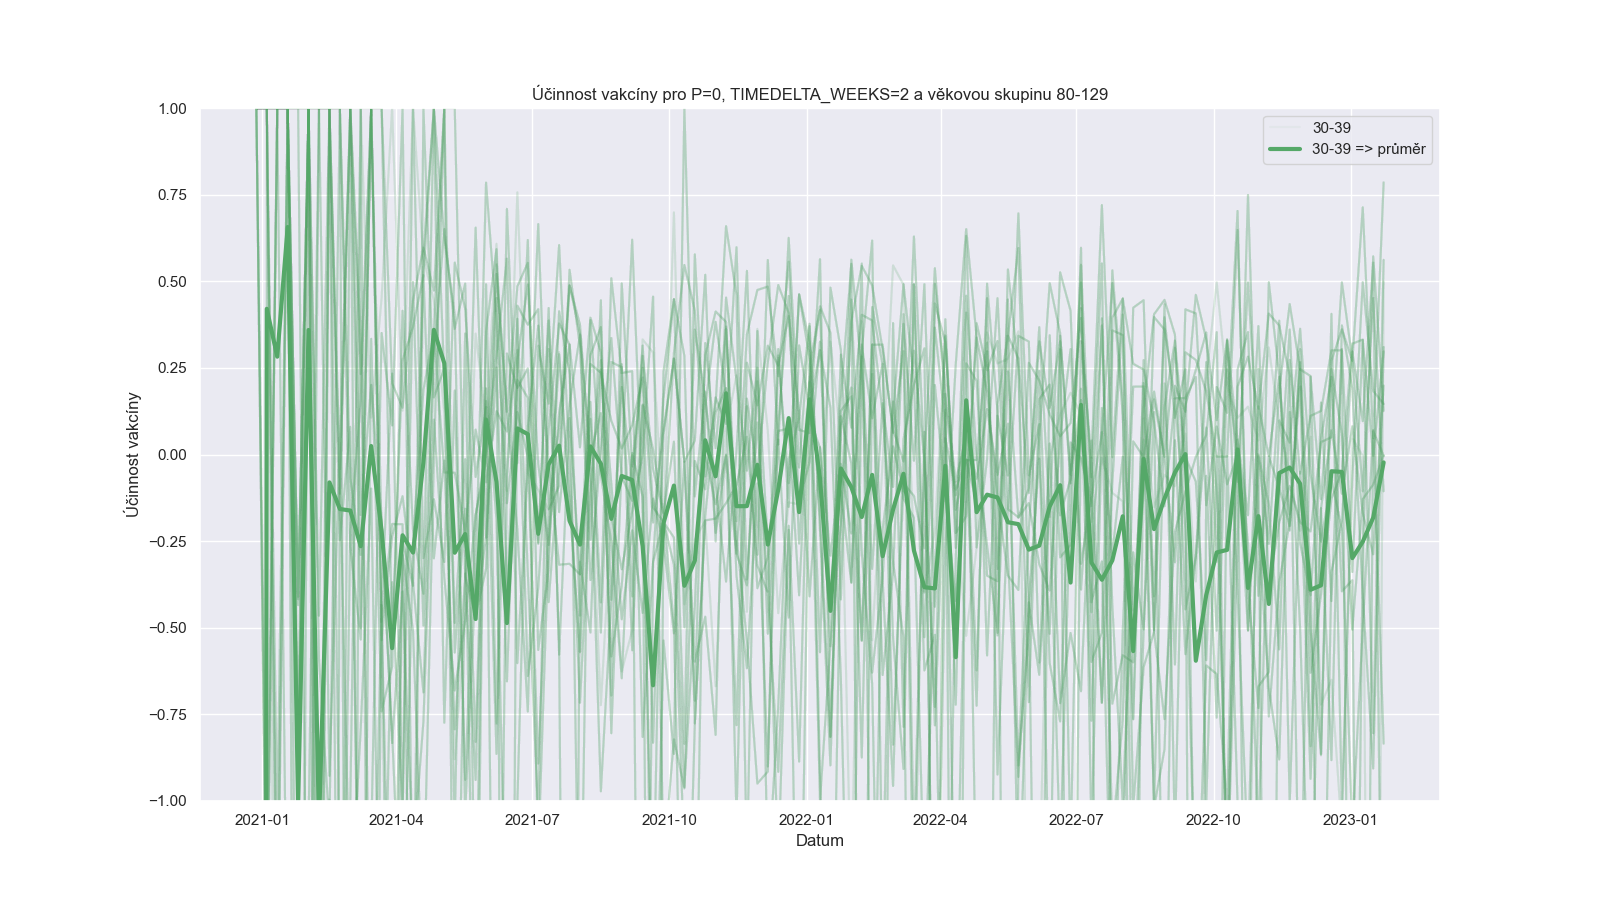 Účinnost vakcíny pro P=0, TIMEDELTA_WEEKS=2 a věkovou skupinu 80-129
30-39
30-39 => průměr
Účinnost vakcíny
1.00
0.75
0.50
0.25
0.00
−0.25
−0.50
−0.75
−1.00
2021-01 2021-04 2021-07 2021-10 2022-01 2022-04 2022-07 2022-10 2023-01
Datum